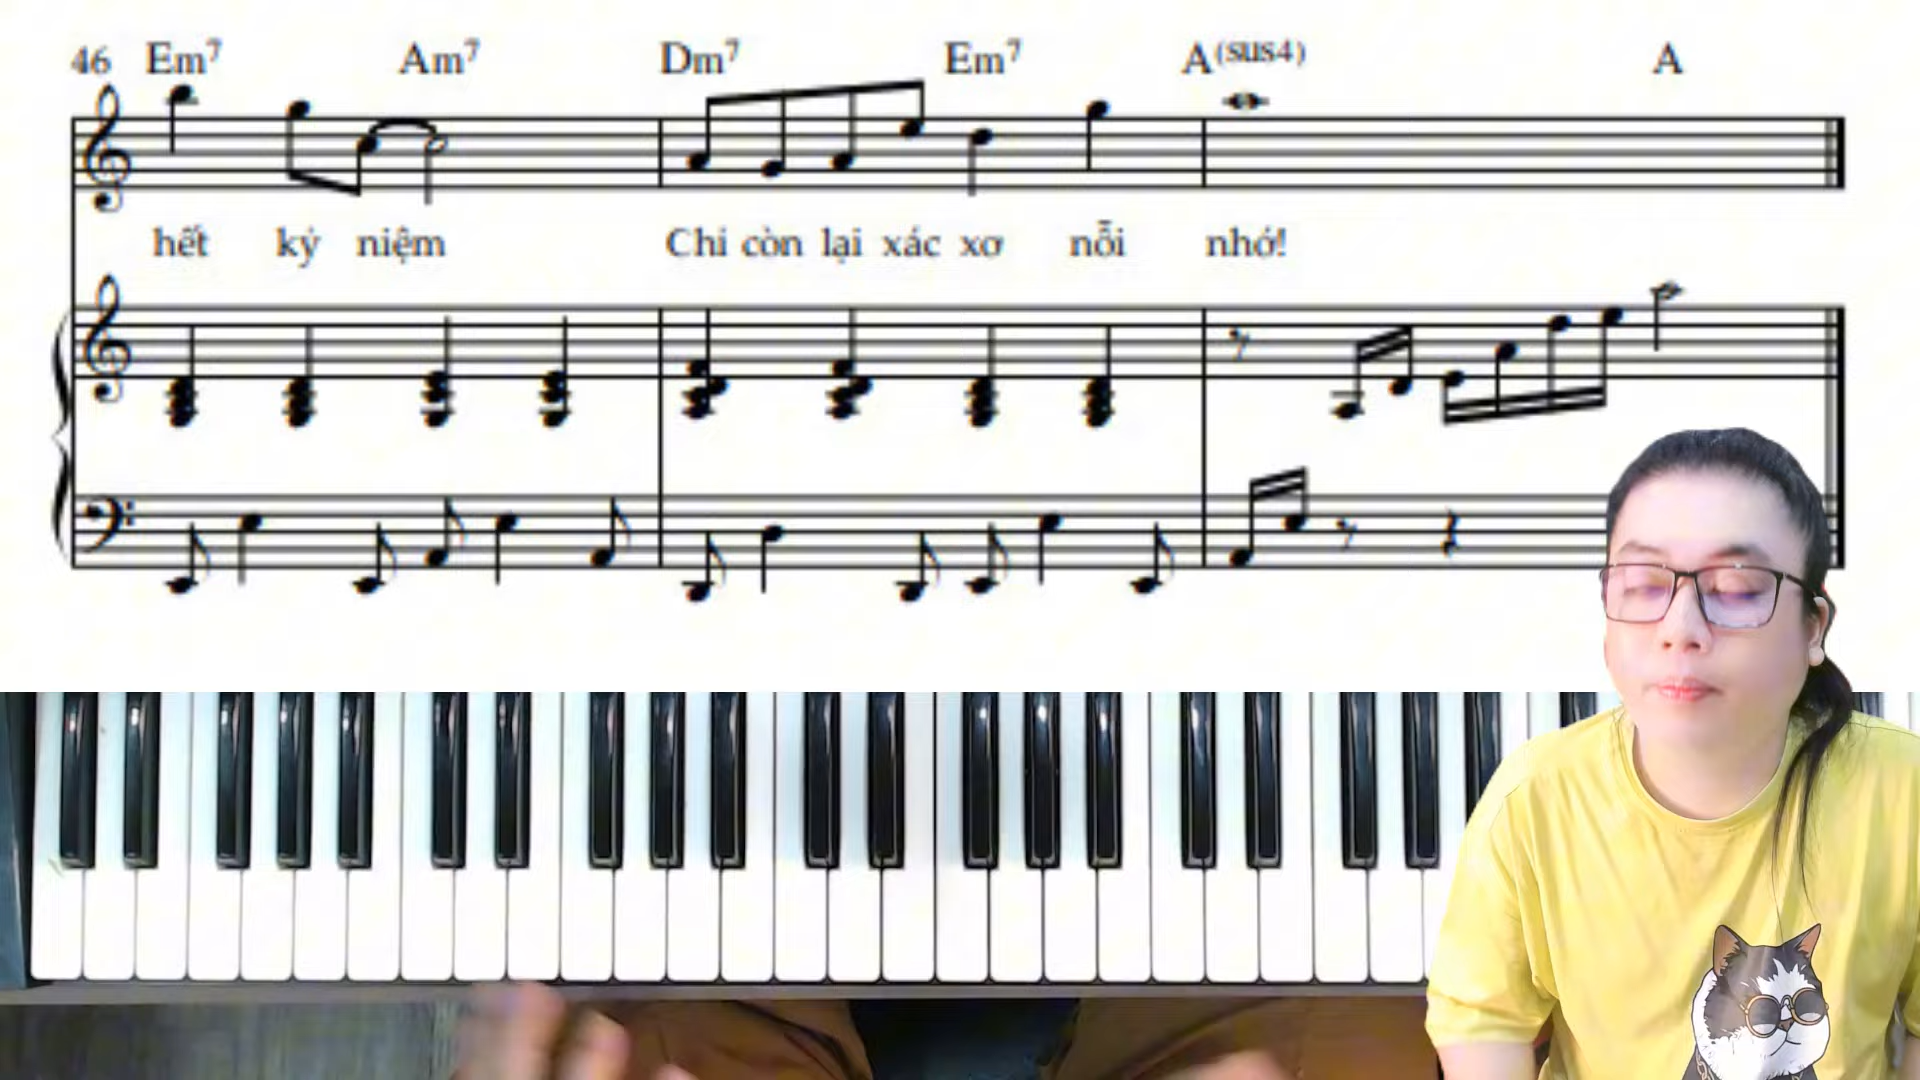 46 Em7 Am7 Dm7 Em7 A(sus4) A
hết kỷ niệm Chỉ còn lại xác xơ nỗi nhớ!